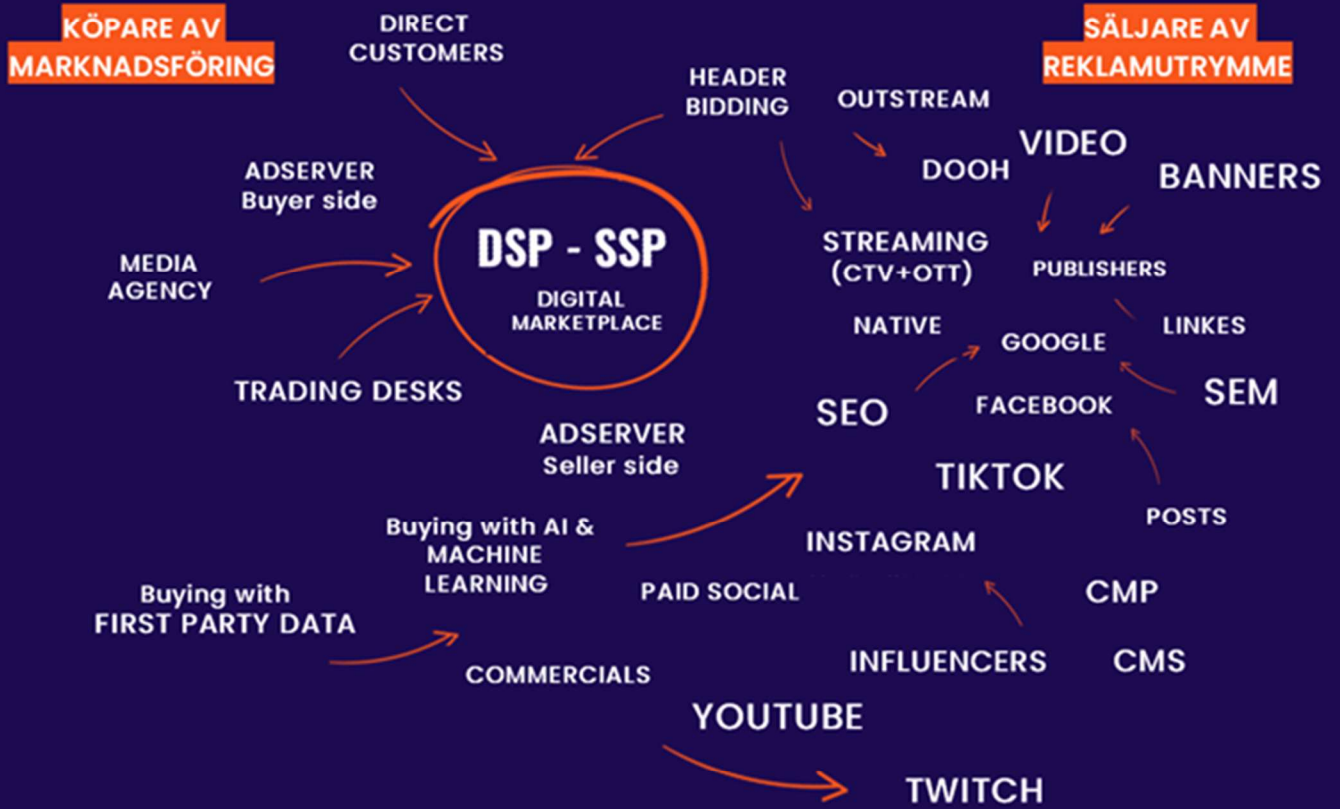 KÖPARE AV
MARKNADSFÖRING
DIRECT
CUSTOMERS
SÄLJARE AV
REKLAMUTRYMME
HEADER
BIDDING
OUTSTREAM
VIDEO
DOOH
BANNERS
ADSERVER
Buyer side
DSP - SSP
DIGITAL
MARKETPLACE
STREAMING
(CTV+OTT)
PUBLISHERS
MEDIA
AGENCY
NATIVE
LINKES
GOOGLE
TRADING DESKS
SEO
FACEBOOK
SEM
ADSERVER
Seller side
TIKTOK
POSTS
Buying with AI &
MACHINE
LEARNING
INSTAGRAM
PAID SOCIAL
CMP
Buying with
FIRST PARTY DATA
COMMERCIALS
INFLUENCERS
CMS
YOUTUBE
TWITCH